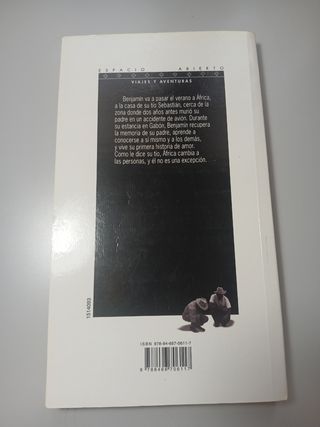 ESPACIO ABIERTO
VIAJES Y AVENTURAS
Benjamín va a pasar el verano a África,
a la casa de su tío Sebastián, cerca de la
zona donde dos años antes murió su
padre en un accidente de avión. Durante
su estancia en Gabón, Benjamín recupera
la memoria de su padre, aprende a
conocerse a sí mismo y a los demás,
y vive su primera historia de amor.
Como le dice su tío, África cambia a
las personas, y él no es una excepción.
1514093
ISBN 978-84-667-0611-7
9 788466 706117